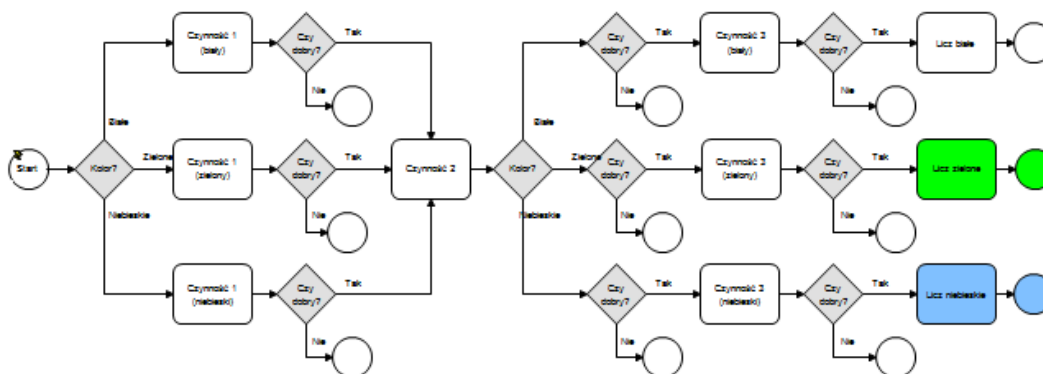 Czynność 1
(biały)
Czy
dobry?
Tak
Nie
Białe
Start
Kolor?
Zielone
Czynność 1
(zielony)
Czy
dobry?
Tak
Nie
Niebieskie
Czynność 1
(niebieski)
Czy
dobry?
Tak
Nie
Czynność 2
Kolor?
Białe
Zielone
Niebieskie
Czy
dobry?
Tak
Nie
Czynność 3
(biały)
Czy
dobry?
Tak
Nie
Licz białe
Czy
dobry?
Tak
Nie
Czynność 3
(zielony)
Czy
dobry?
Tak
Nie
Licz zielone
Czy
dobry?
Tak
Nie
Czynność 3
(niebieski)
Czy
dobry?
Tak
Nie
Licz niebieskie